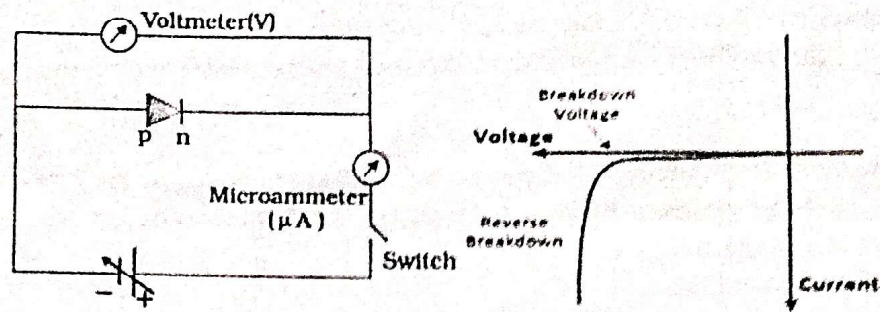 Voltmeter(V)
p n
Microammeter
(μA)
Switch
- +
Breakdown
Voltage
Voltage
Reverse
Breakdown
Current